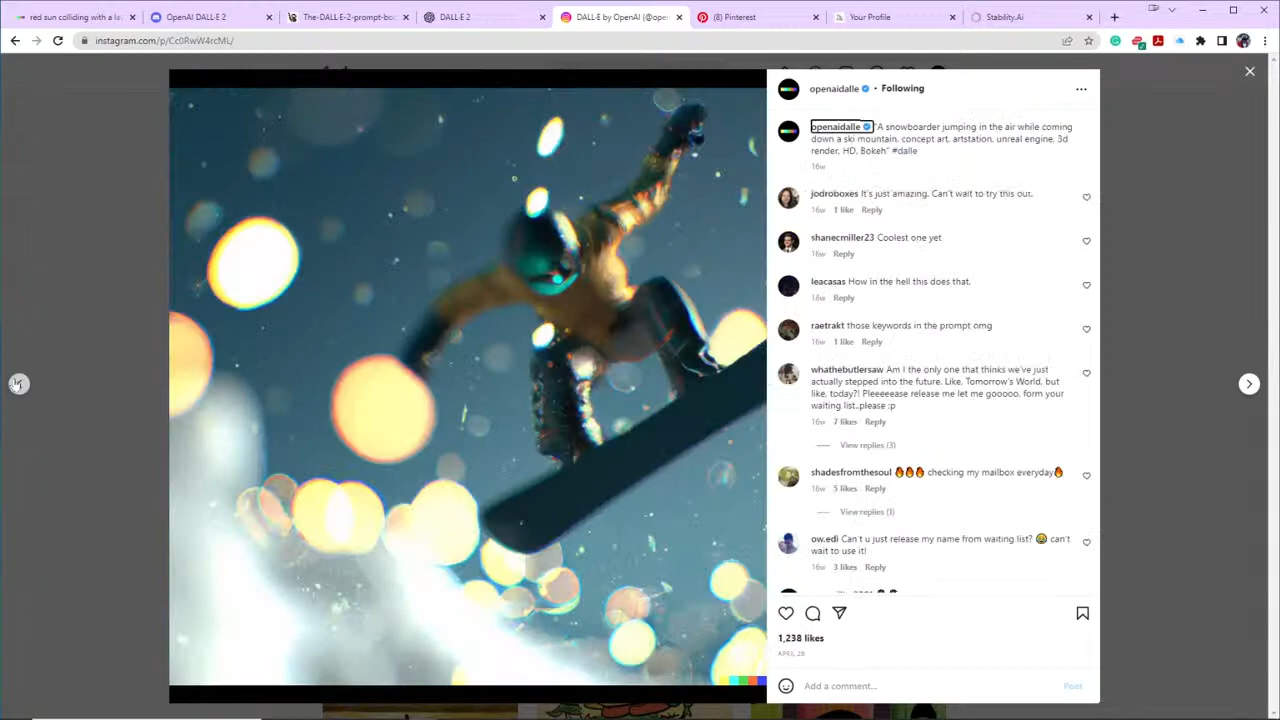 red sun colliding with a lav
OpenAI DALL-E 2
The-DALL-E-2-prompt-bo
DALL·E 2
DALL·E by OpenAI (@open
(8) Pinterest
Your Profile
Stability.Ai
instagram.com/p/Cc0RwW4rcML/
openaidalle • Following
openaidalle "A snowboarder jumping in the air while coming
down a ski mountain, concept art, artstation, unreal engine, 3d
render, HD, Bokeh" #dalle
16w
jodroboxes It's just amazing. Can't wait to try this out.
16w 1 like Reply
shanecmiller23 Coolest one yet
16w Reply
leacasas How in the hell this does that.
16w Reply
raetrakt those keywords in the prompt omg
16w 1 like Reply
whathebutlersaw Am I the only one that thinks we've just
actually stepped into the future. Like, Tomorrow's World, but
like, today?! Pleeeeease release me let me gooooo, form your
waiting list..please :p
16w 7 likes Reply
View replies (3)
shadesfromthesoul 🔥🔥🔥 checking my mailbox everyday🔥
16w 5 likes Reply
View replies (1)
ow.edi Can't u just release my name from waiting list? 😂 can't
wait to use it!
16w 3 likes Reply
1,238 likes
Add a comment...
Post